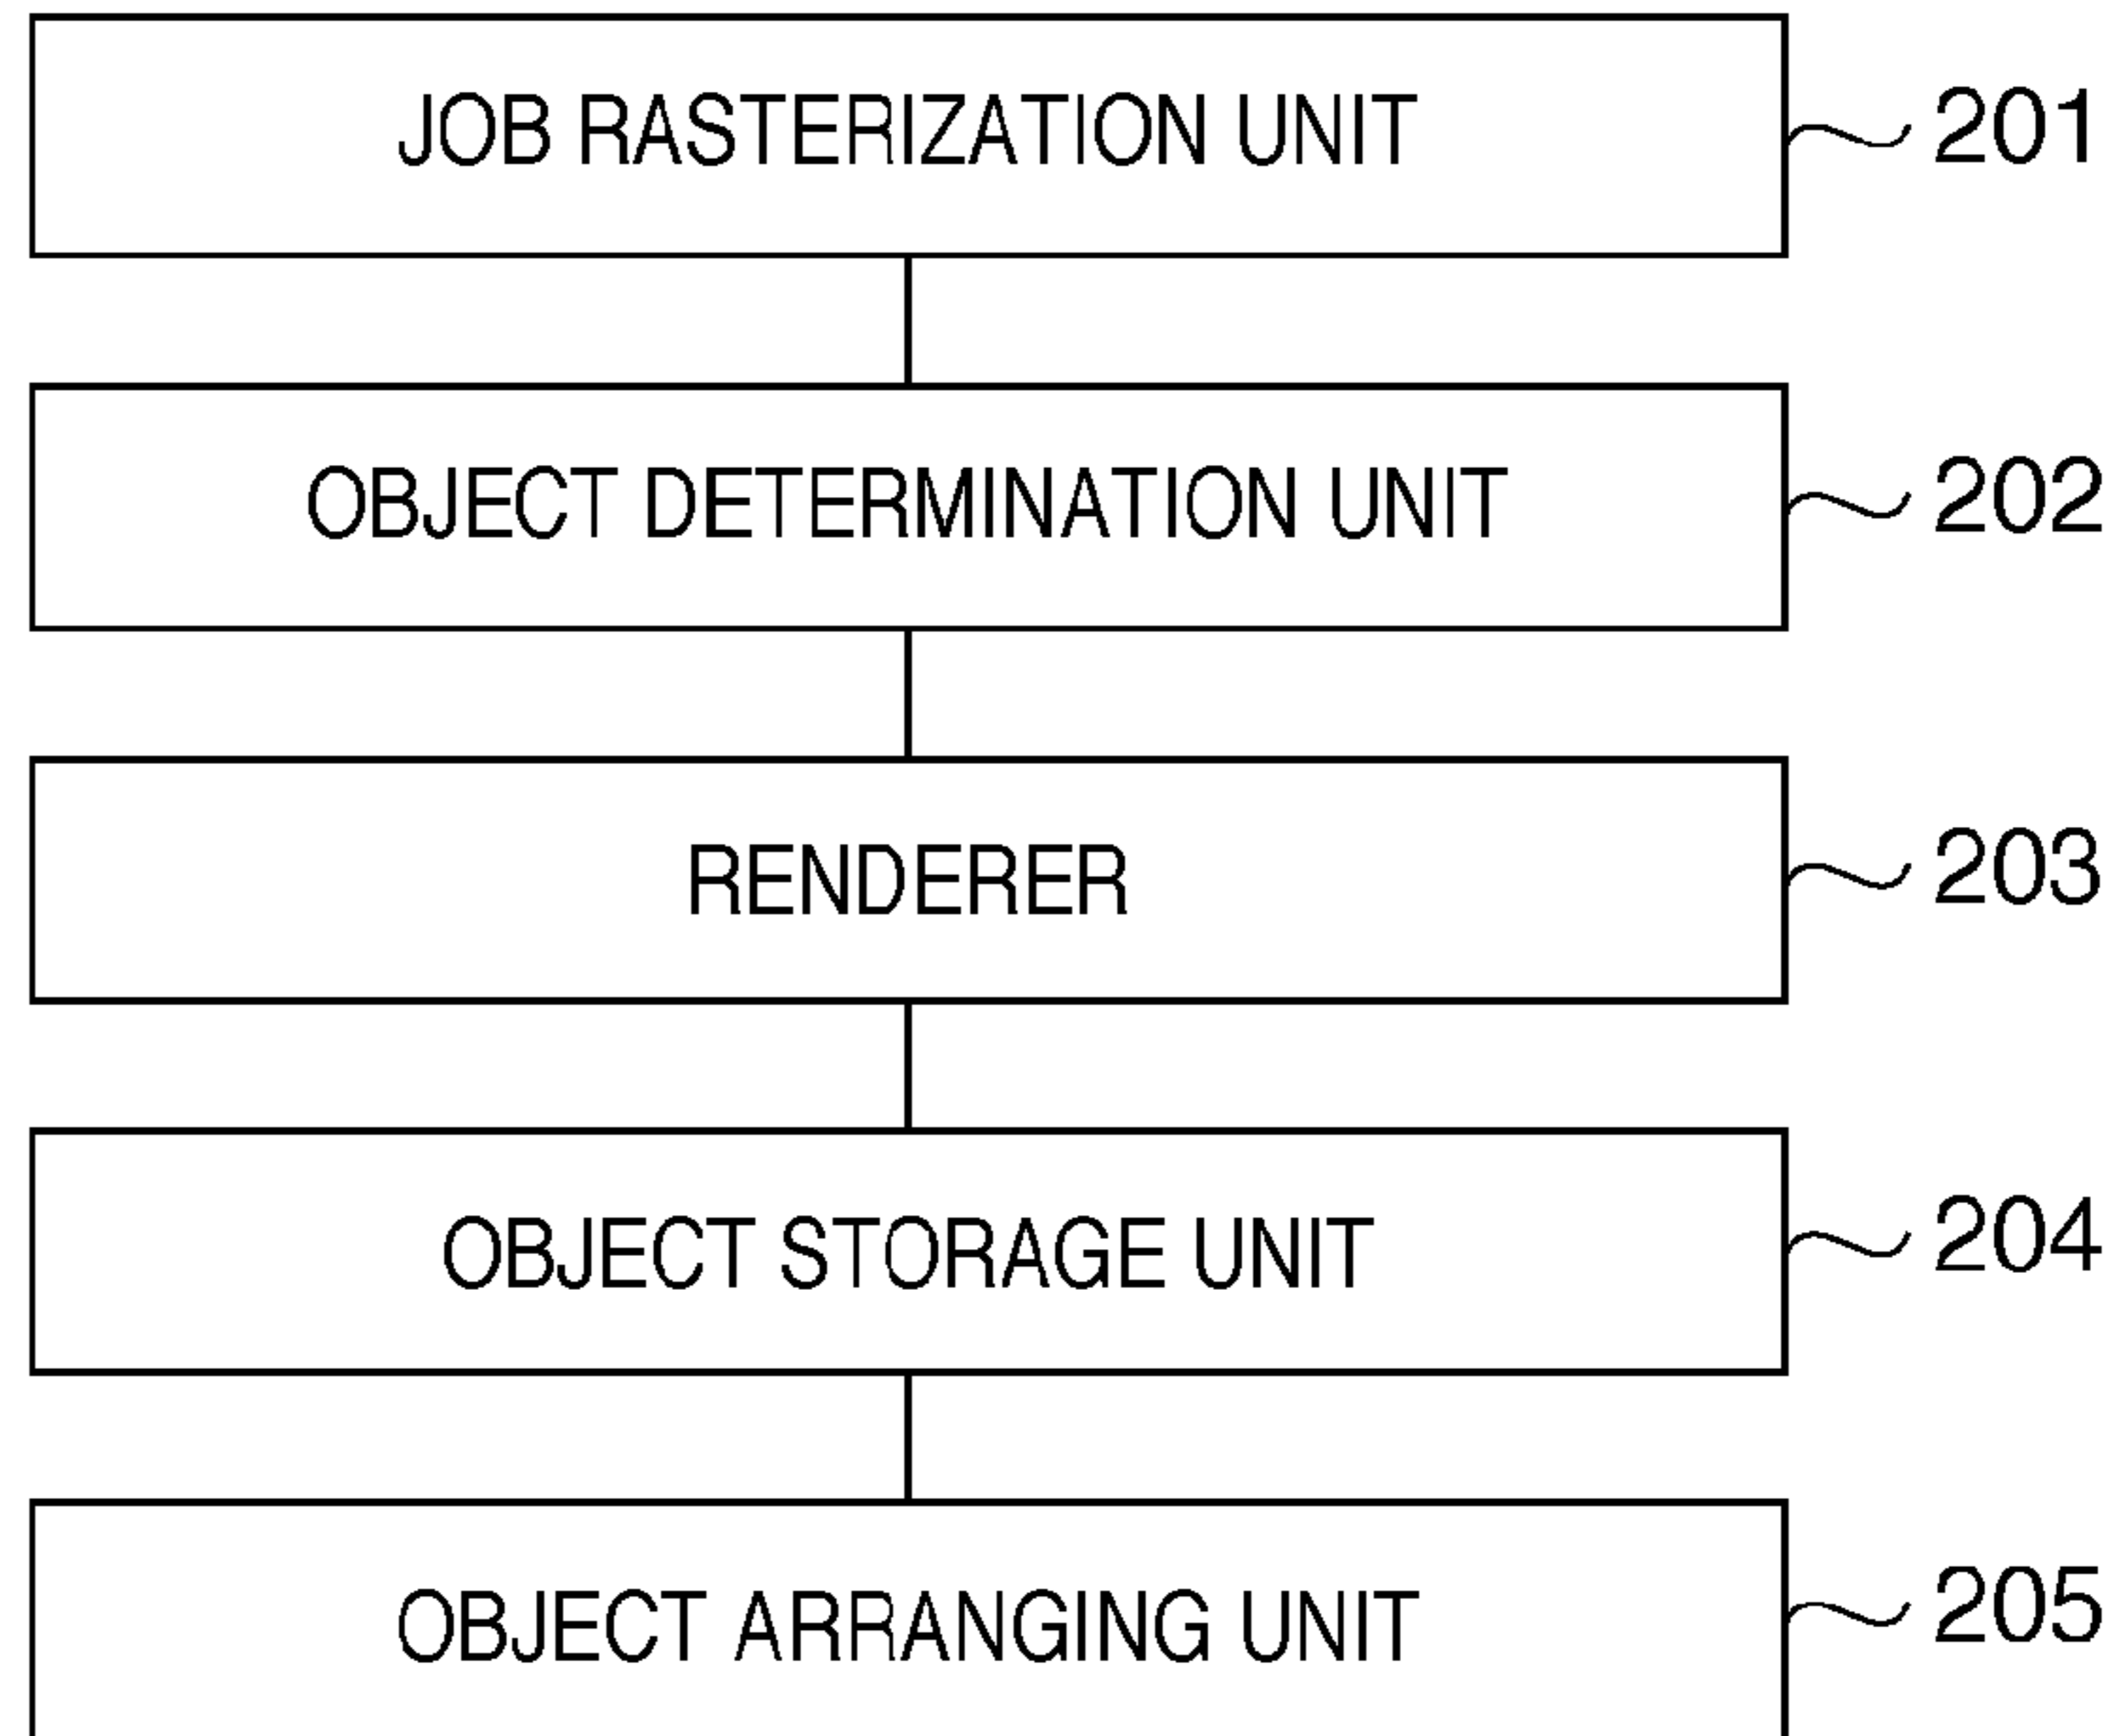 JOB RASTERIZATION UNIT 201
OBJECT DETERMINATION UNIT 202
RENDERER 203
OBJECT STORAGE UNIT 204
OBJECT ARRANGING UNIT 205